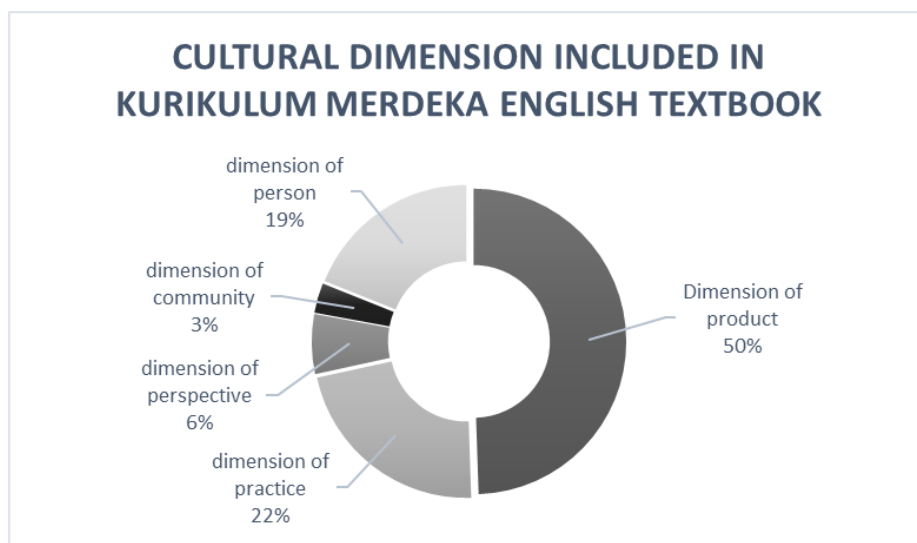 CULTURAL DIMENSION INCLUDED IN
KURIKULUM MERDEKA ENGLISH TEXTBOOK
dimension of
person
19%
dimension of
community
3%
dimension of
perspective
6%
dimension of
practice
22%
Dimension of
product
50%